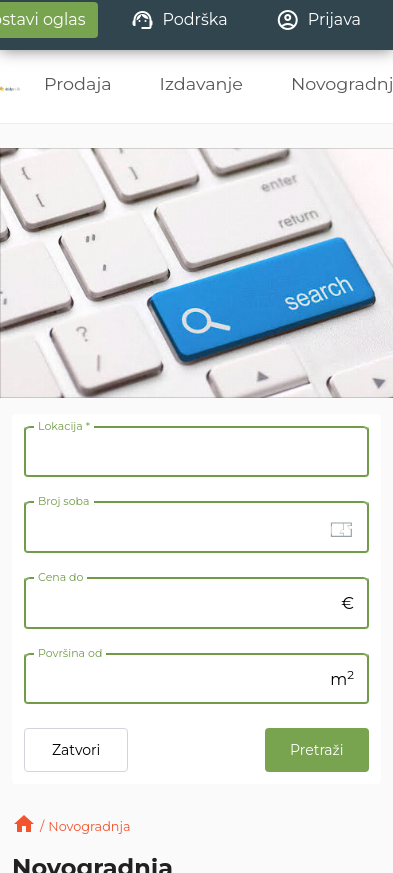 ostavi oglas Podrška Prijava
Prodaja Izdavanje Novogradnj
{ [ enter
} ] return
" search
'
?
/
Lokacija *
Broj soba
Cena do
€
Površina od
m²
Zatvori Pretraži
/ Novogradnja
Novogradnja